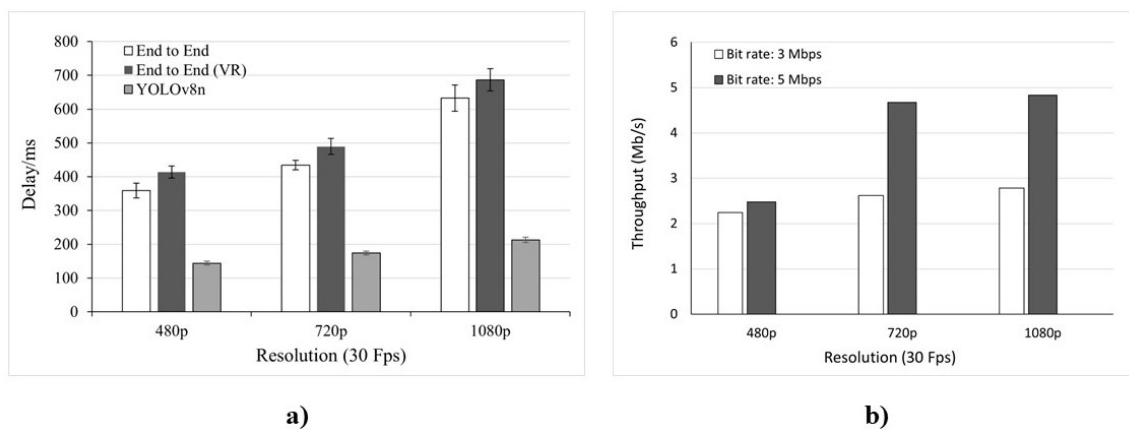 800
700
600
500
400
300
200
100
0
Delay/ms
End to End
End to End (VR)
YOLOv8n
480p 720p 1080p
Resolution (30 Fps)
a)
6
5
4
3
2
1
0
Throughput (Mb/s)
Bit rate: 3 Mbps
Bit rate: 5 Mbps
480p 720p 1080p
Resolution (30 Fps)
b)